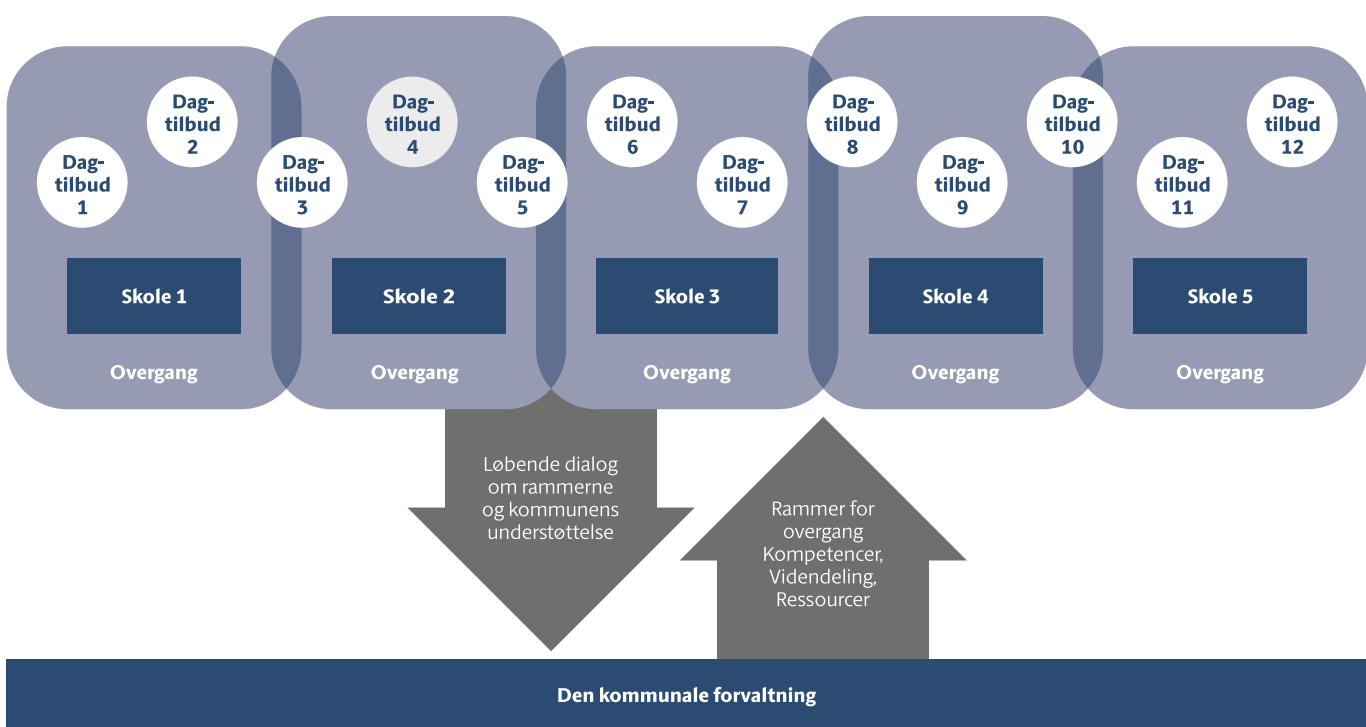 Dag-
tilbud
1
Dag-
tilbud
2
Dag-
tilbud
3
Dag-
tilbud
4
Dag-
tilbud
5
Dag-
tilbud
6
Dag-
tilbud
7
Dag-
tilbud
8
Dag-
tilbud
9
Dag-
tilbud
10
Dag-
tilbud
11
Dag-
tilbud
12
Skole 1
Skole 2
Skole 3
Skole 4
Skole 5
Overgang
Overgang
Overgang
Overgang
Overgang
Løbende dialog
om rammerne
og kommunens
understøttelse
Rammer for
overgang
Kompetencer,
Videndeling,
Ressourcer
Den kommunale forvaltning